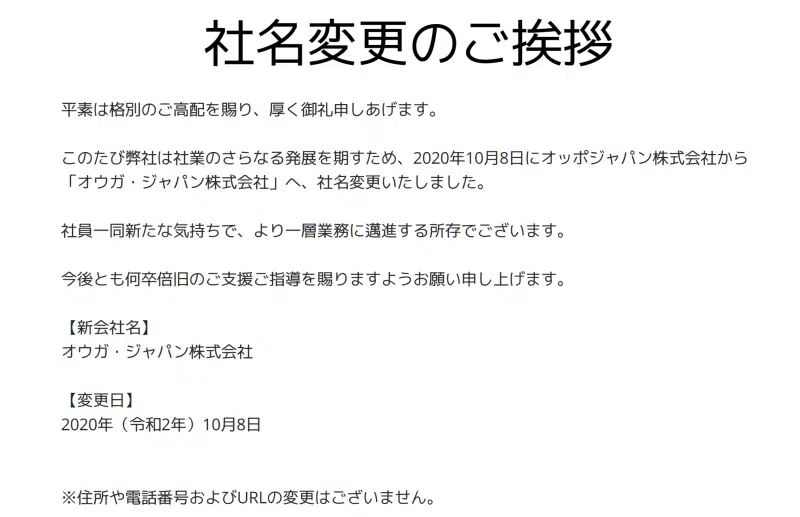 社名変更のご挨拶
平素は格別のご高配を賜り、厚く御礼申しあげます。
このたび弊社は社業のさらなる発展を期すため、2020年10月8日にオッポジャパン株式会社から
「オウガ・ジャパン株式会社」へ、社名変更いたしました。
社員一同新たな気持ちで、より一層業務に邁進する所存でございます。
今後とも何卒倍旧のご支援ご指導を賜りますようお願い申し上げます。
【新会社名】
オウガ・ジャパン株式会社
【変更日】
2020年（令和2年）10月8日
※住所や電話番号およびURLの変更はございません。